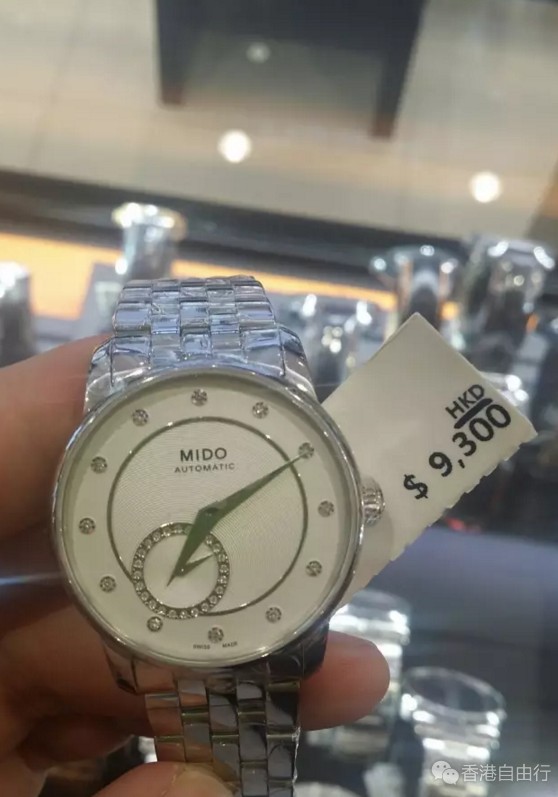 MIDO
AUTOMATIC
HKD
$ 9,300
SWISS MADE
香港自由行